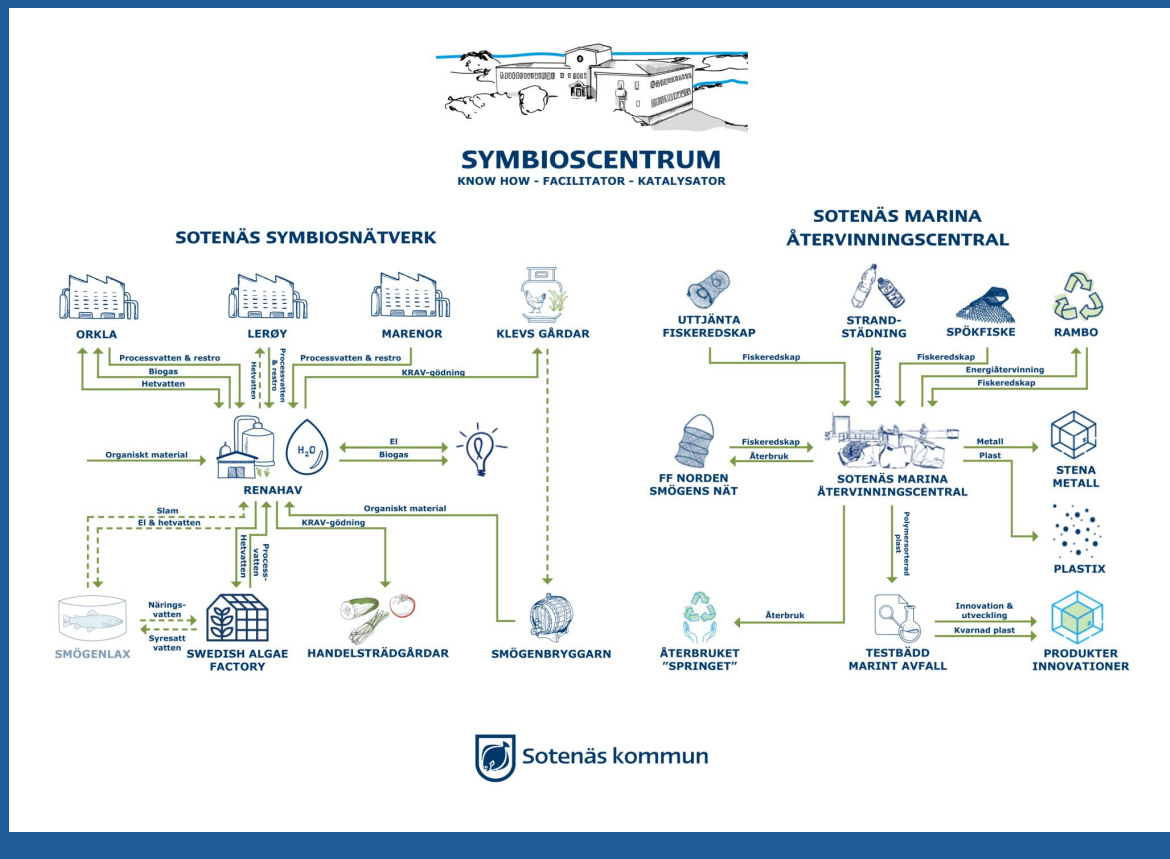 SYMBIOSCENTRUM
KNOW HOW - FACILITATOR - KATALYSATOR
SOTENÄS SYMBIOSNÄTVERK
ORKLA
LERØY
MARENOR
KLEVS GÅRDAR
Processvatten & restro
Biogas
Hetvatten
Hetvatten
Processvatten
& restro
Processvatten & restro
KRAV-gödning
Organiskt material
H₂O
RENAHAV
El
Biogas
Slam
El & hetvatten
Hetvatten
Process-
vatten
KRAV-gödning
Organiskt material
Närings-
vatten
Syresatt
vatten
SMÖGENLAX
SWEDISH ALGAE
FACTORY
HANDELSTRÄDGÅRDAR
SMÖGENBRYGGARN
SOTENÄS MARINA
ÅTERVINNINGSCENTRAL
UTTJÄNTA
FISKEREDSKAP
STRAND-
STÄDNING
SPÖKFISKE
RAMBO
Fiskeredskap
Råmaterial
Fiskeredskap
Energiåtervinning
Fiskeredskap
FF NORDEN
SMÖGENS NÄT
Fiskeredskap
Återbruk
SOTENÄS MARINA
ÅTERVINNINGSCENTRAL
Metall
Plast
STENA
METALL
PLASTIX
Polymersorterad
plast
Återbruk
ÅTERBRUKET
"SPRINGET"
TESTBÄDD
MARINT AVFALL
Innovation &
utveckling
Kvarnad plast
PRODUKTER
INNOVATIONER
Sotenäs kommun